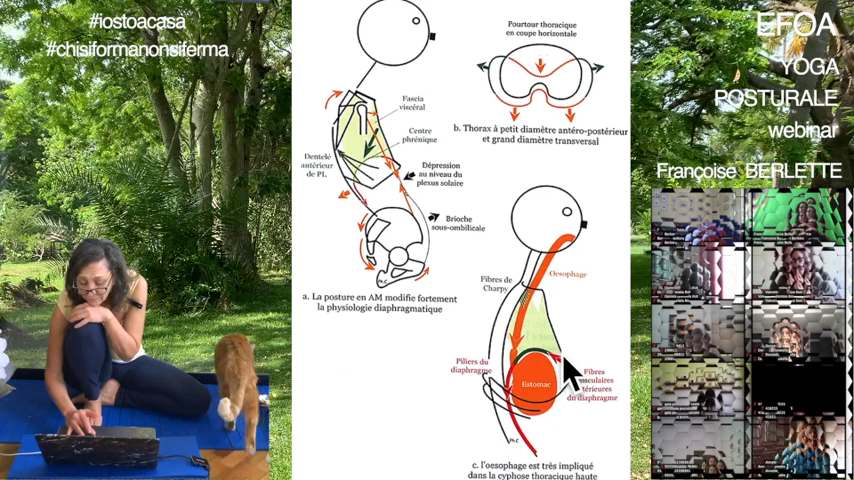 #iostoacasa
#chisiformanonsiferma
Pourtour thoracique
en coupe horizontale
b. Thorax à petit diamètre antéro-postérieur
et grand diamètre transversal
Fascia
viscéral
Centre
phrénique
Dentelé
antérieur
de PL
Dépression
au niveau du
plexus solaire
Brioche
sous-ombilicale
a. La posture en AM modifie fortement
la physiologie diaphragmatique
Fibres de
Charpy
Oesophage
Piliers du
diaphragme
Estomac
Fibres
du diaphragme
c. l'oesophage est très impliqué
dans la cyphose thoracique haute
EFOA
YOGA
POSTURALE
webinar
Françoise BERLETTE